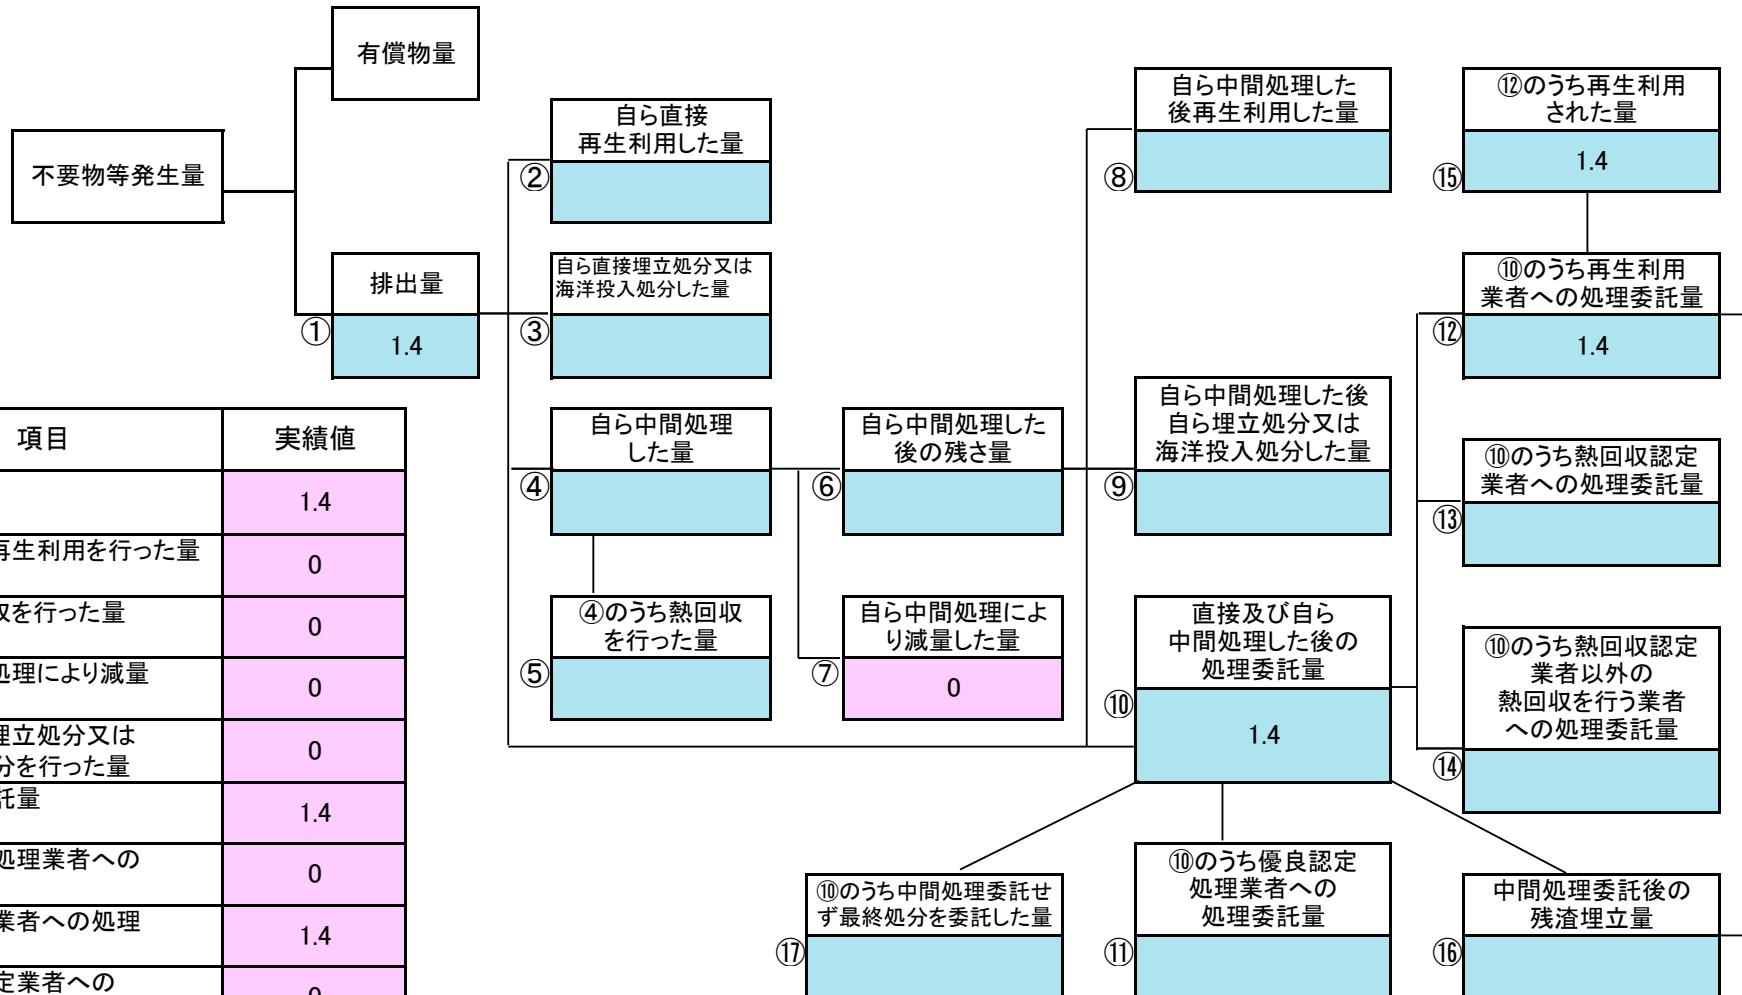 有償物量
不要物等発生量
排出量
①
1.4
自ら直接
再生利用した量
②
自ら直接埋立処分又は
海洋投入処分した量
③
自ら中間処理
した量
④
④のうち熱回収
を行った量
⑤
自ら中間処理した
後の残さ量
⑥
自ら中間処理によ
り減量した量
⑦
0
自ら中間処理した
後再生利用した量
⑧
自ら中間処理した後
自ら埋立処分又は
海洋投入処分した量
⑨
直接及び自ら
中間処理した後の
処理委託量
⑩
1.4
⑫のうち再生利用
された量
⑮
1.4
⑩のうち再生利用
業者への処理委託量
⑫
1.4
⑩のうち熱回収認定
業者への処理委託量
⑬
⑩のうち熱回収認定
業者以外の
熱回収を行う業者
への処理委託量
⑭
⑩のうち中間処理委託せ
ず最終処分を委託した量
⑰
⑩のうち優良認定
処理業者への
処理委託量
⑪
中間処理委託後の
残渣埋立量
⑯
項目
実績値
1.4
再生利用を行った量
0
収を行った量
0
処理により減量
0
埋立処分又は
分を行った量
0
託量
1.4
処理業者への
0
業者への処理
1.4
定業者への
0